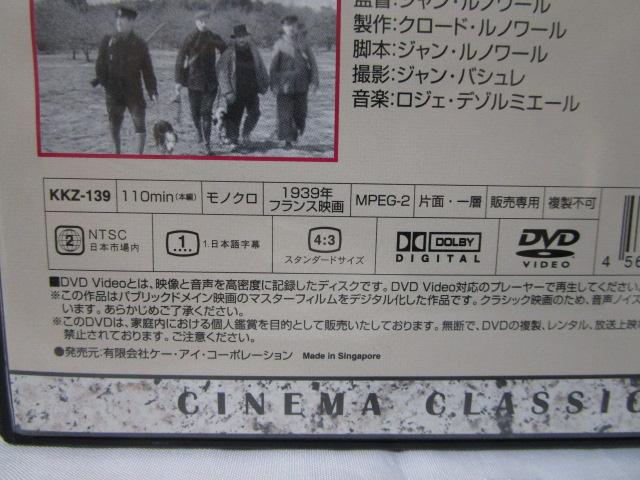 監督:ジャン・ルノワール
製作:クロード・ルノワール
脚本:ジャン・ルノワール
撮影:ジャン・バシュレ
音楽:ロジェ・デゾルミエール
KKZ-139 110min(本編) モノクロ 1939年 フランス映画 MPEG-2 片面・一層 販売専用 複製不可
2 NTSC 日本市場内
1.... 1.日本語字幕
4:3 スタンダードサイズ
DOLBY DIGITAL
DVD VIDEO
4 56
■DVD Videoとは、映像と音声を高密度に記録したディスクです。DVD Video対応のプレーヤーで再生してください
※この作品はパブリックドメイン映画のマスターフィルムをデジタル化した作品です。クラシック映画のため、音声ノイズ
います。あらかじめご了承ください。
※このDVDは、家庭内における個人鑑賞を目的として販売いたしております。無断で、DVDの複製、レンタル、放送上映
禁止されております。ご注意ください。
●発売元:有限会社ケー・アイ・コーポレーション Made in Singapore
CINEMA CLASSIC